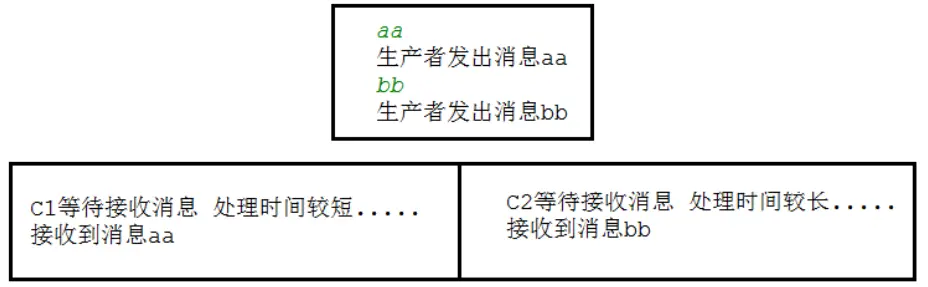 aa
生产者发出消息aa
bb
生产者发出消息bb
C1等待接收消息 处理时间较短.....
接收到消息aa
C2等待接收消息 处理时间较长.....
接收到消息bb